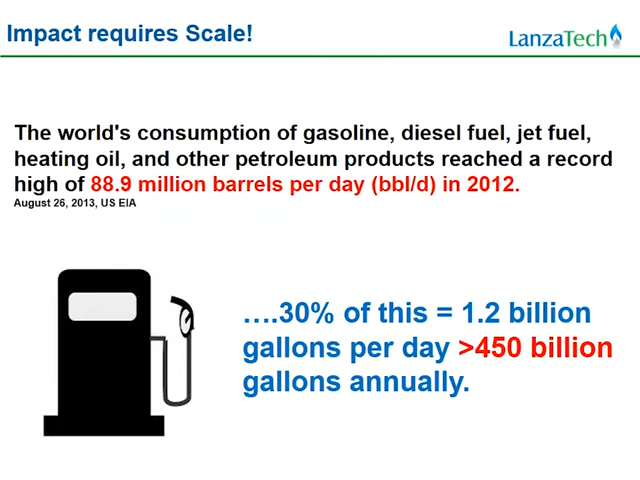 Impact requires Scale!
LanzaTech
The world's consumption of gasoline, diesel fuel, jet fuel,
heating oil, and other petroleum products reached a record
high of 88.9 million barrels per day (bbl/d) in 2012.
August 26, 2013, US EIA
....30% of this = 1.2 billion
gallons per day >450 billion
gallons annually.